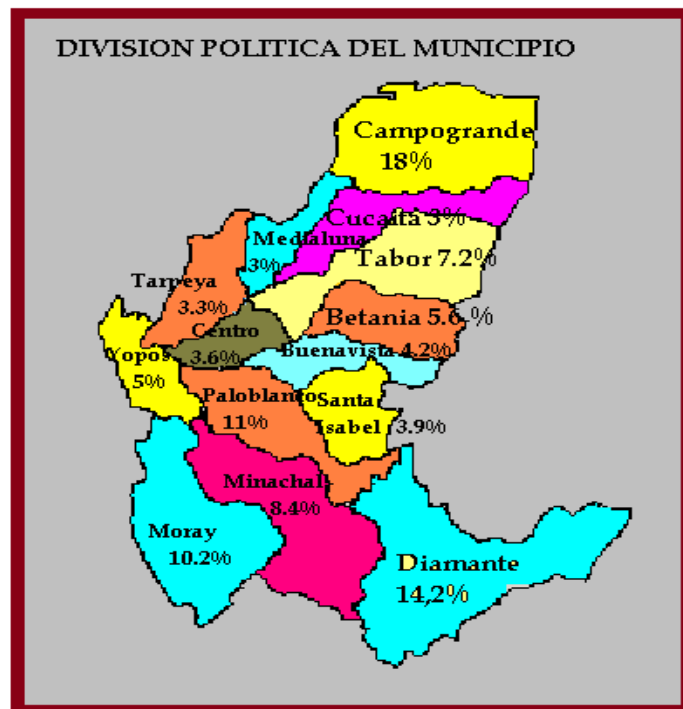 DIVISION POLITICA DEL MUNICIPIO
Campogrande
18%
Cucaita 3%
Medialuna
3%
Tabor 7.2%
Tarpeya
3.3%
Betania 5.6 %
Centro
3.6%
Buenavista 4.2%
Yopos
5%
Paloblanco
11%
Santa
Isabel 3.9%
Minachal
8.4%
Moray
10.2%
Diamante
14,2%